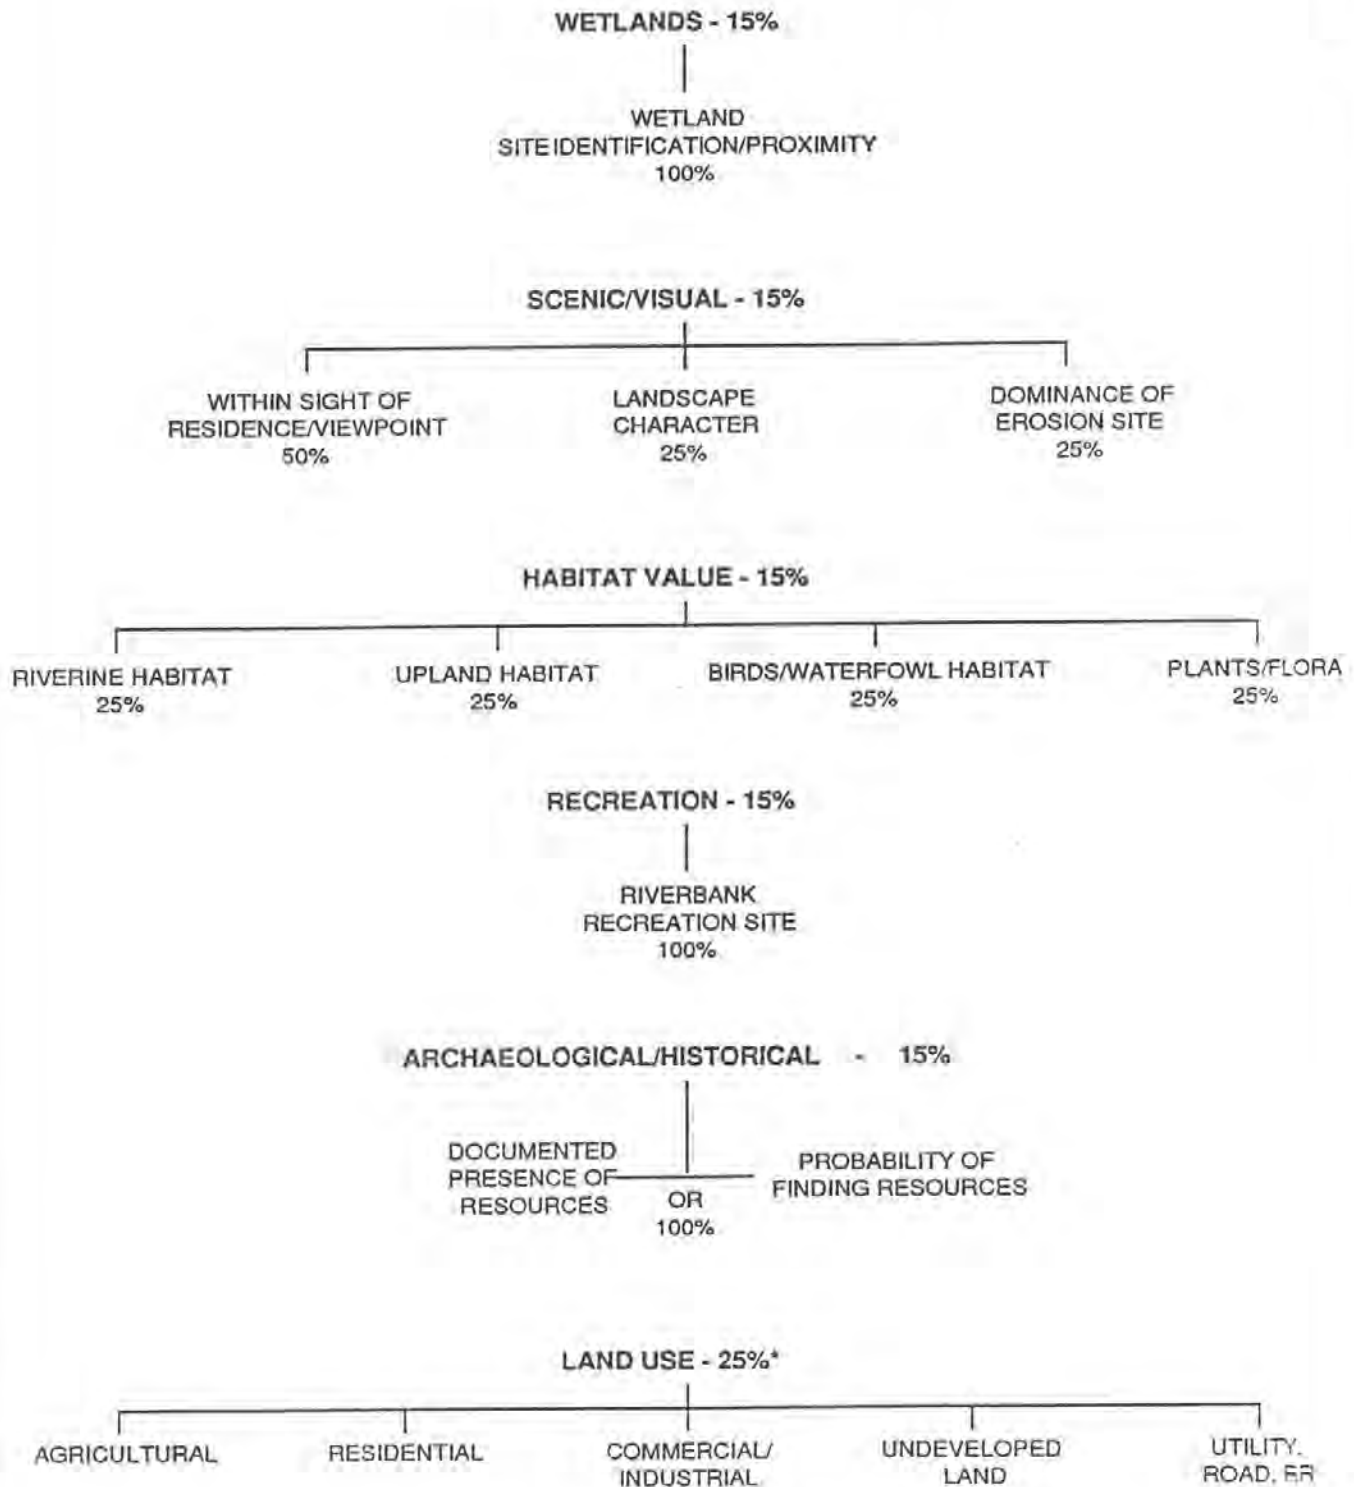 WETLANDS - 15%
WETLAND
SITE IDENTIFICATION/PROXIMITY
100%
SCENIC/VISUAL - 15%
WITHIN SIGHT OF
RESIDENCE/VIEWPOINT
50%
LANDSCAPE
CHARACTER
25%
DOMINANCE OF
EROSION SITE
25%
HABITAT VALUE - 15%
RIVERINE HABITAT
25%
UPLAND HABITAT
25%
BIRDS/WATERFOWL HABITAT
25%
PLANTS/FLORA
25%
RECREATION - 15%
RIVERBANK
RECREATION SITE
100%
ARCHAEOLOGICAL/HISTORICAL - 15%
DOCUMENTED
PRESENCE OF
RESOURCES
OR
100%
PROBABILITY OF
FINDING RESOURCES
LAND USE - 25%*
AGRICULTURAL
RESIDENTIAL
COMMERCIAL/
INDUSTRIAL
UNDEVELOPED
LAND
UTILITY,
ROAD, RR